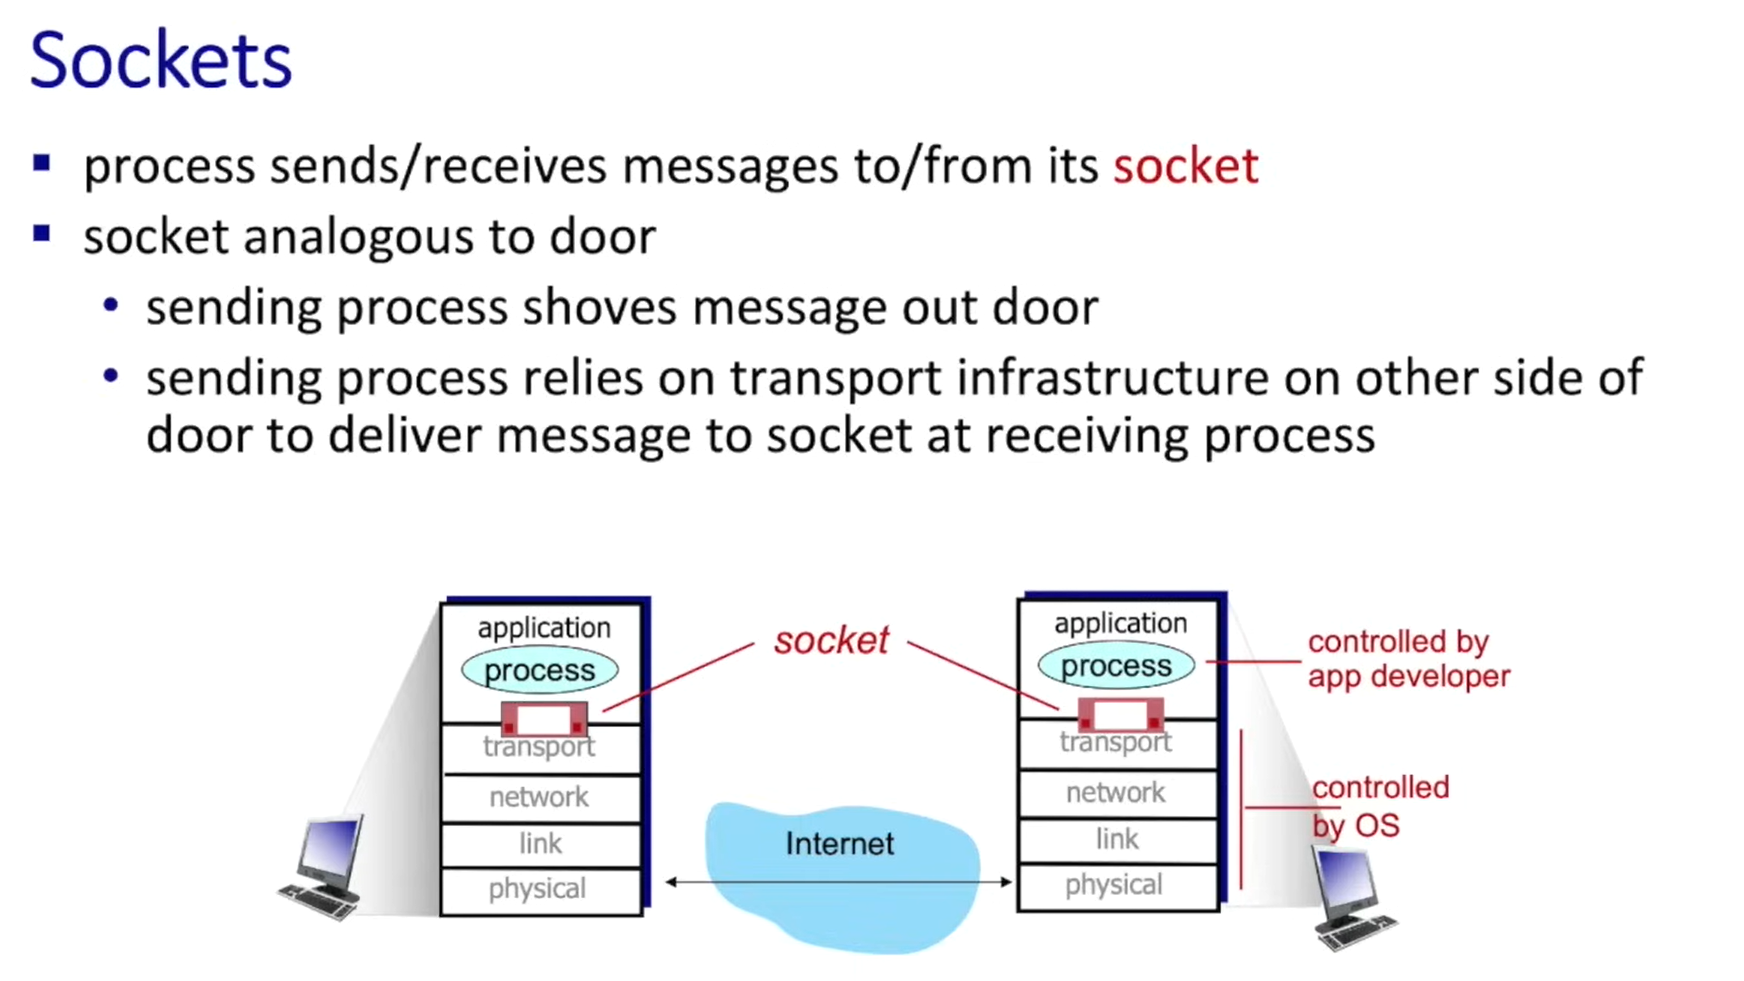 Sockets
process sends/receives messages to/from its socket
socket analogous to door
sending process shoves message out door
sending process relies on transport infrastructure on other side of
door to deliver message to socket at receiving process
application
process
transport
network
link
physical
socket
Internet
application
process
transport
network
link
physical
controlled by
app developer
controlled
by OS